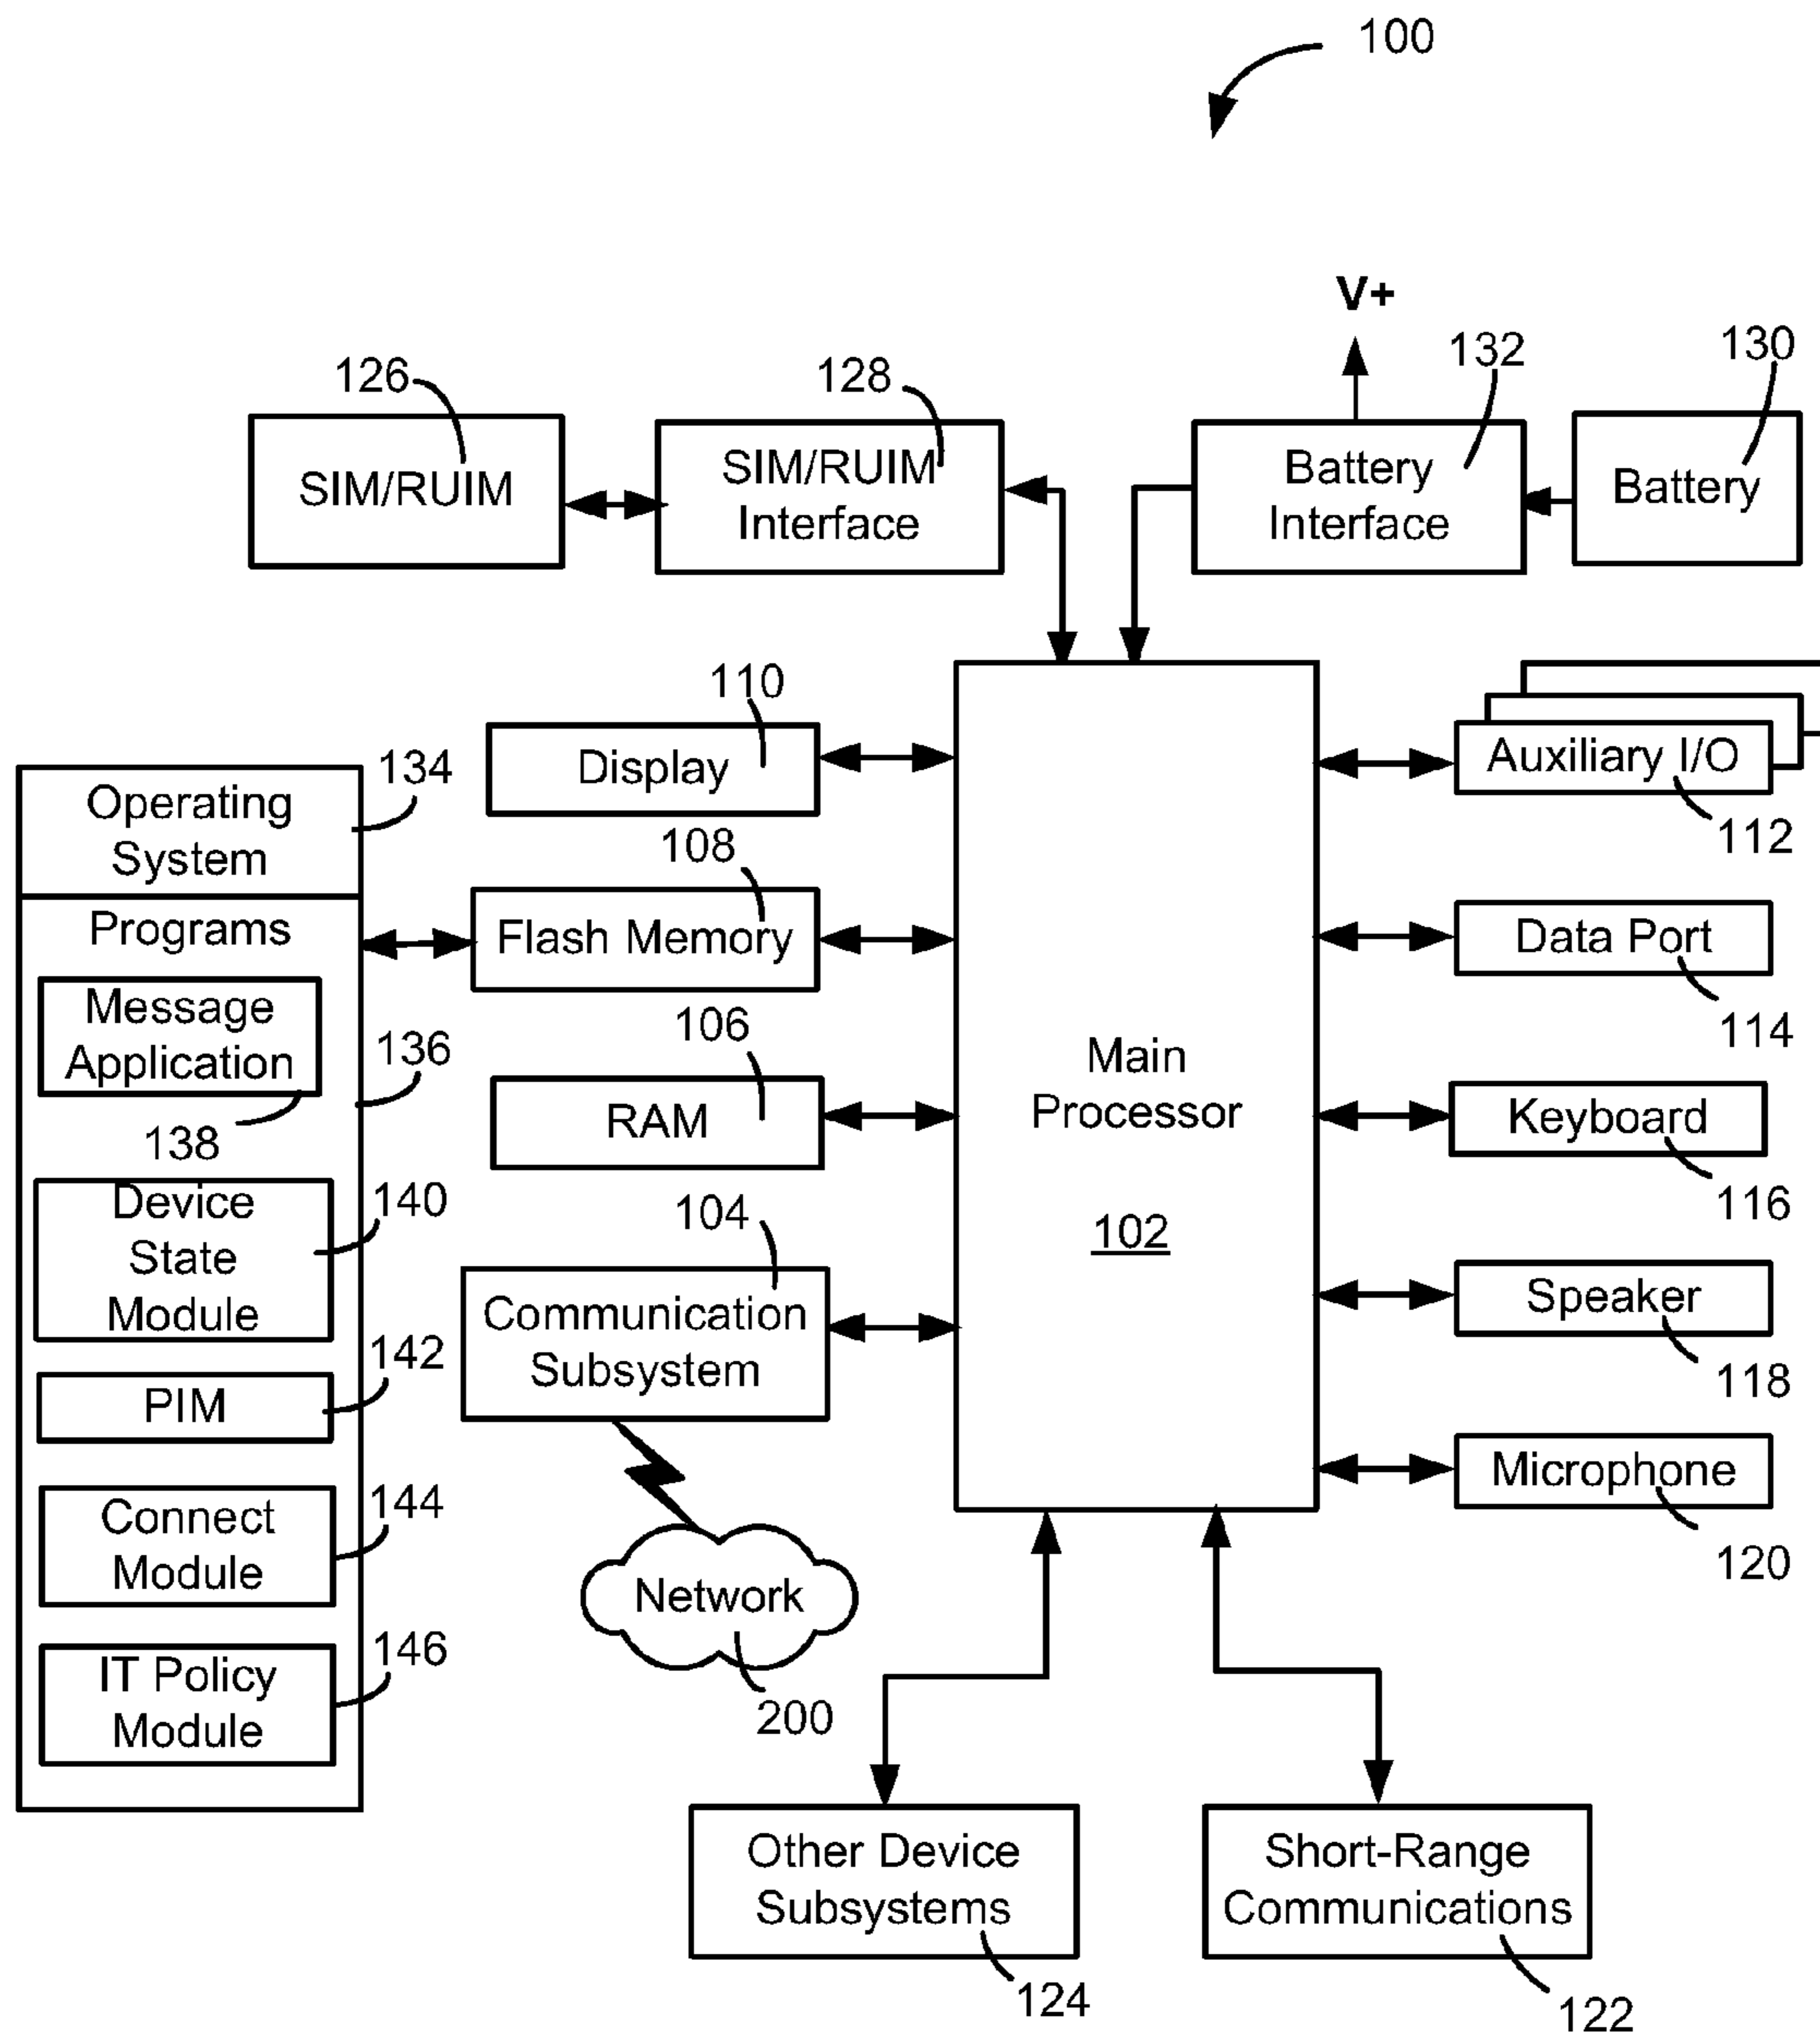 100
V+
126
128
132
130
SIM/RUIM
SIM/RUIM
Interface
Battery
Interface
Battery
110
Display
Auxiliary I/O
112
134
Operating
System
108
Programs
Flash Memory
Data Port
114
Message
Application
138
136
106
RAM
Main
Processor
102
Keyboard
116
Device
State
Module
140
104
Communication
Subsystem
Speaker
118
PIM
142
Microphone
120
Connect
Module
144
Network
200
IT Policy
Module
146
Other Device
Subsystems
124
Short-Range
Communications
122